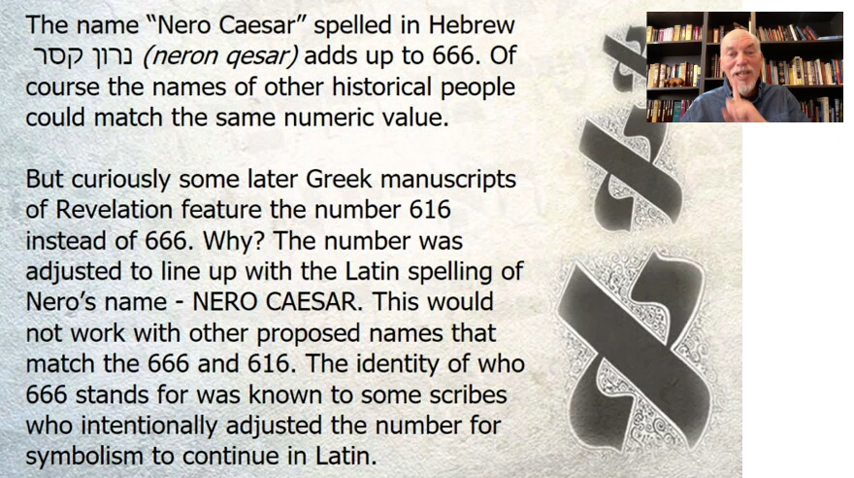 The name “Nero Caesar” spelled in Hebrew
נרון קסר (neron qesar) adds up to 666. Of
course the names of other historical people
could match the same numeric value.
But curiously some later Greek manuscripts
of Revelation feature the number 616
instead of 666. Why? The number was
adjusted to line up with the Latin spelling of
Nero’s name - NERO CAESAR. This would
not work with other proposed names that
match the 666 and 616. The identity of who
666 stands for was known to some scribes
who intentionally adjusted the number for
symbolism to continue in Latin.
א
א
א